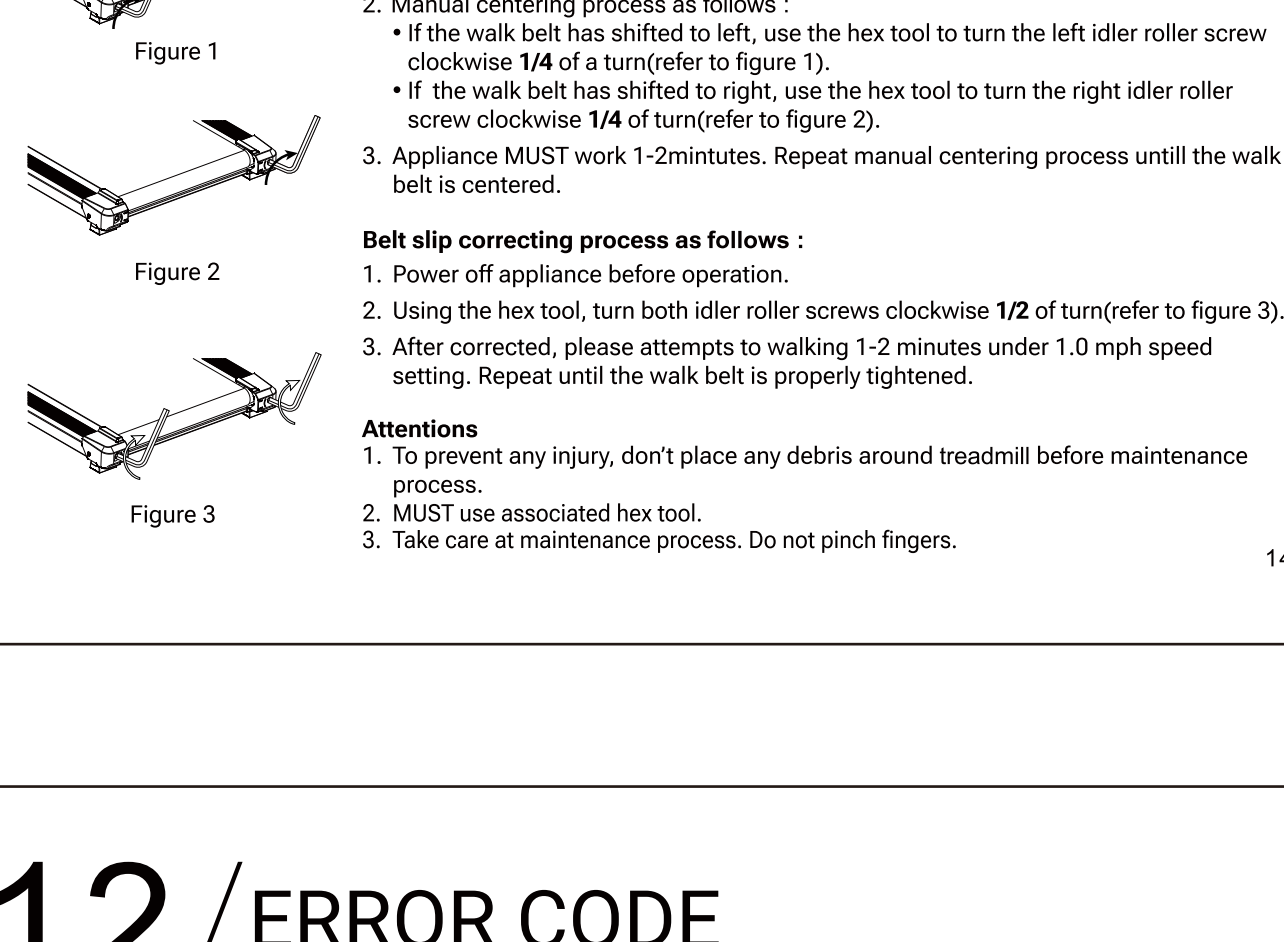 2. Manual centering process as follows :
Figure 1
• If the walk belt has shifted to left, use the hex tool to turn the left idler roller screw
clockwise 1/4 of a turn(refer to figure 1).
• If the walk belt has shifted to right, use the hex tool to turn the right idler roller
screw clockwise 1/4 of turn(refer to figure 2).
3. Appliance MUST work 1-2mintutes. Repeat manual centering process untill the walk
belt is centered.
Figure 2
Belt slip correcting process as follows :
1. Power off appliance before operation.
2. Using the hex tool, turn both idler roller screws clockwise 1/2 of turn(refer to figure 3).
3. After corrected, please attempts to walking 1-2 minutes under 1.0 mph speed
setting. Repeat until the walk belt is properly tightened.
Figure 3
Attentions
1. To prevent any injury, don't place any debris around treadmill before maintenance
process.
2. MUST use associated hex tool.
3. Take care at maintenance process. Do not pinch fingers.
14
12 / ERROR CODE